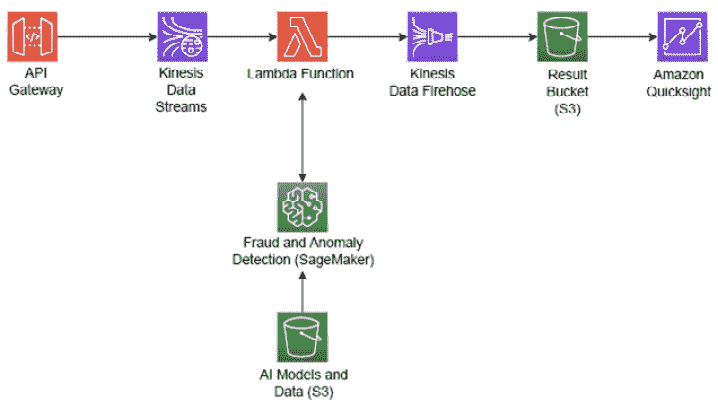 API
Gateway
Kinesis
Data
Streams
Lambda Function
Kinesis
Data Firehose
Result
Bucket
(S3)
Amazon
Quicksight
Fraud and Anomaly
Detection (SageMaker)
AI Models and
Data (S3)